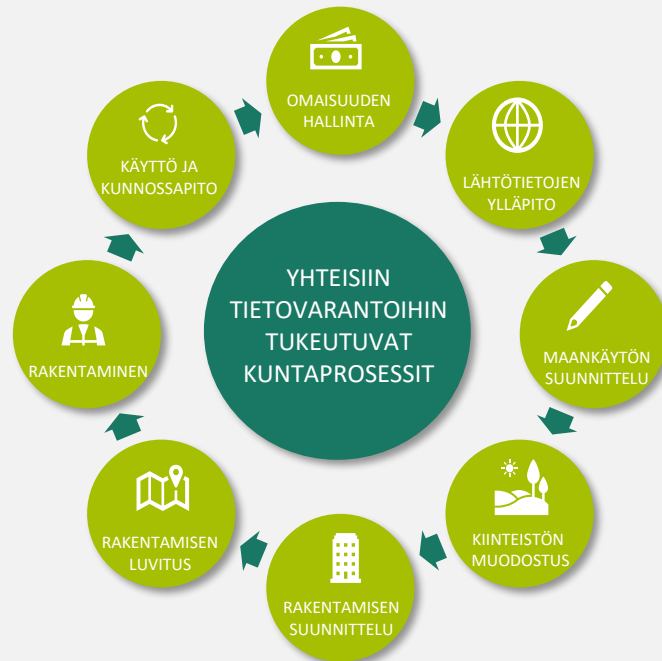 OMAISUUDEN
HALLINTA
LÄHTÖTIETOJEN
YLLÄPITO
MAANKÄYTÖN
SUUNNITTELU
KIINTEISTÖN
MUODOSTUS
RAKENTAMISEN
SUUNNITTELU
RAKENTAMISEN
LUVITUS
RAKENTAMINEN
KÄYTTÖ JA
KUNNOSSAPITO
YHTEISIIN
TIETOVARANTOIHIN
TUKEUTUVAT
KUNTAPROSESSIT